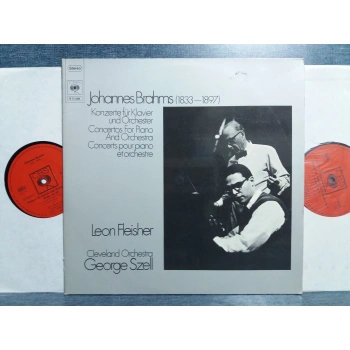 CBS
Johannes Brahms (1833—1897)
Konzerte für Klavier
und Orchester
Concertos for Piano
And Orchestra
Concerts pour piano
et orchestre
Leon Fleisher
Cleveland Orchestra
George Szell